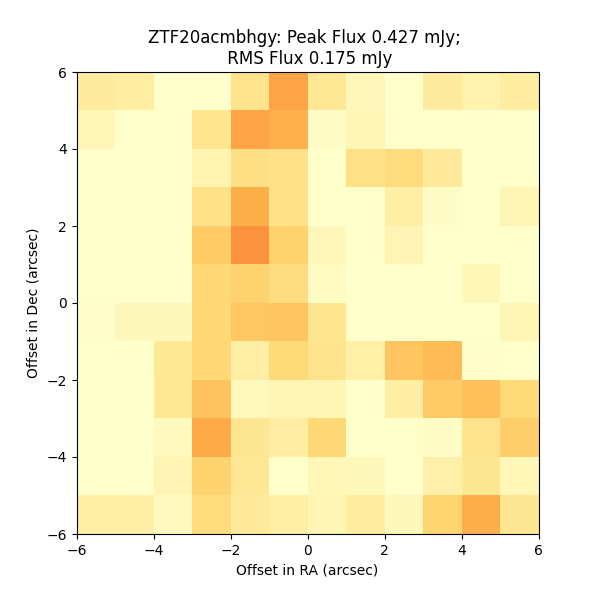 ZTF20acmbhgy: Peak Flux 0.427 mJy;
RMS Flux 0.175 mJy
6
4
2
0
−2
−4
−6
Offset in Dec (arcsec)
−6 −4 −2 0 2 4 6
Offset in RA (arcsec)